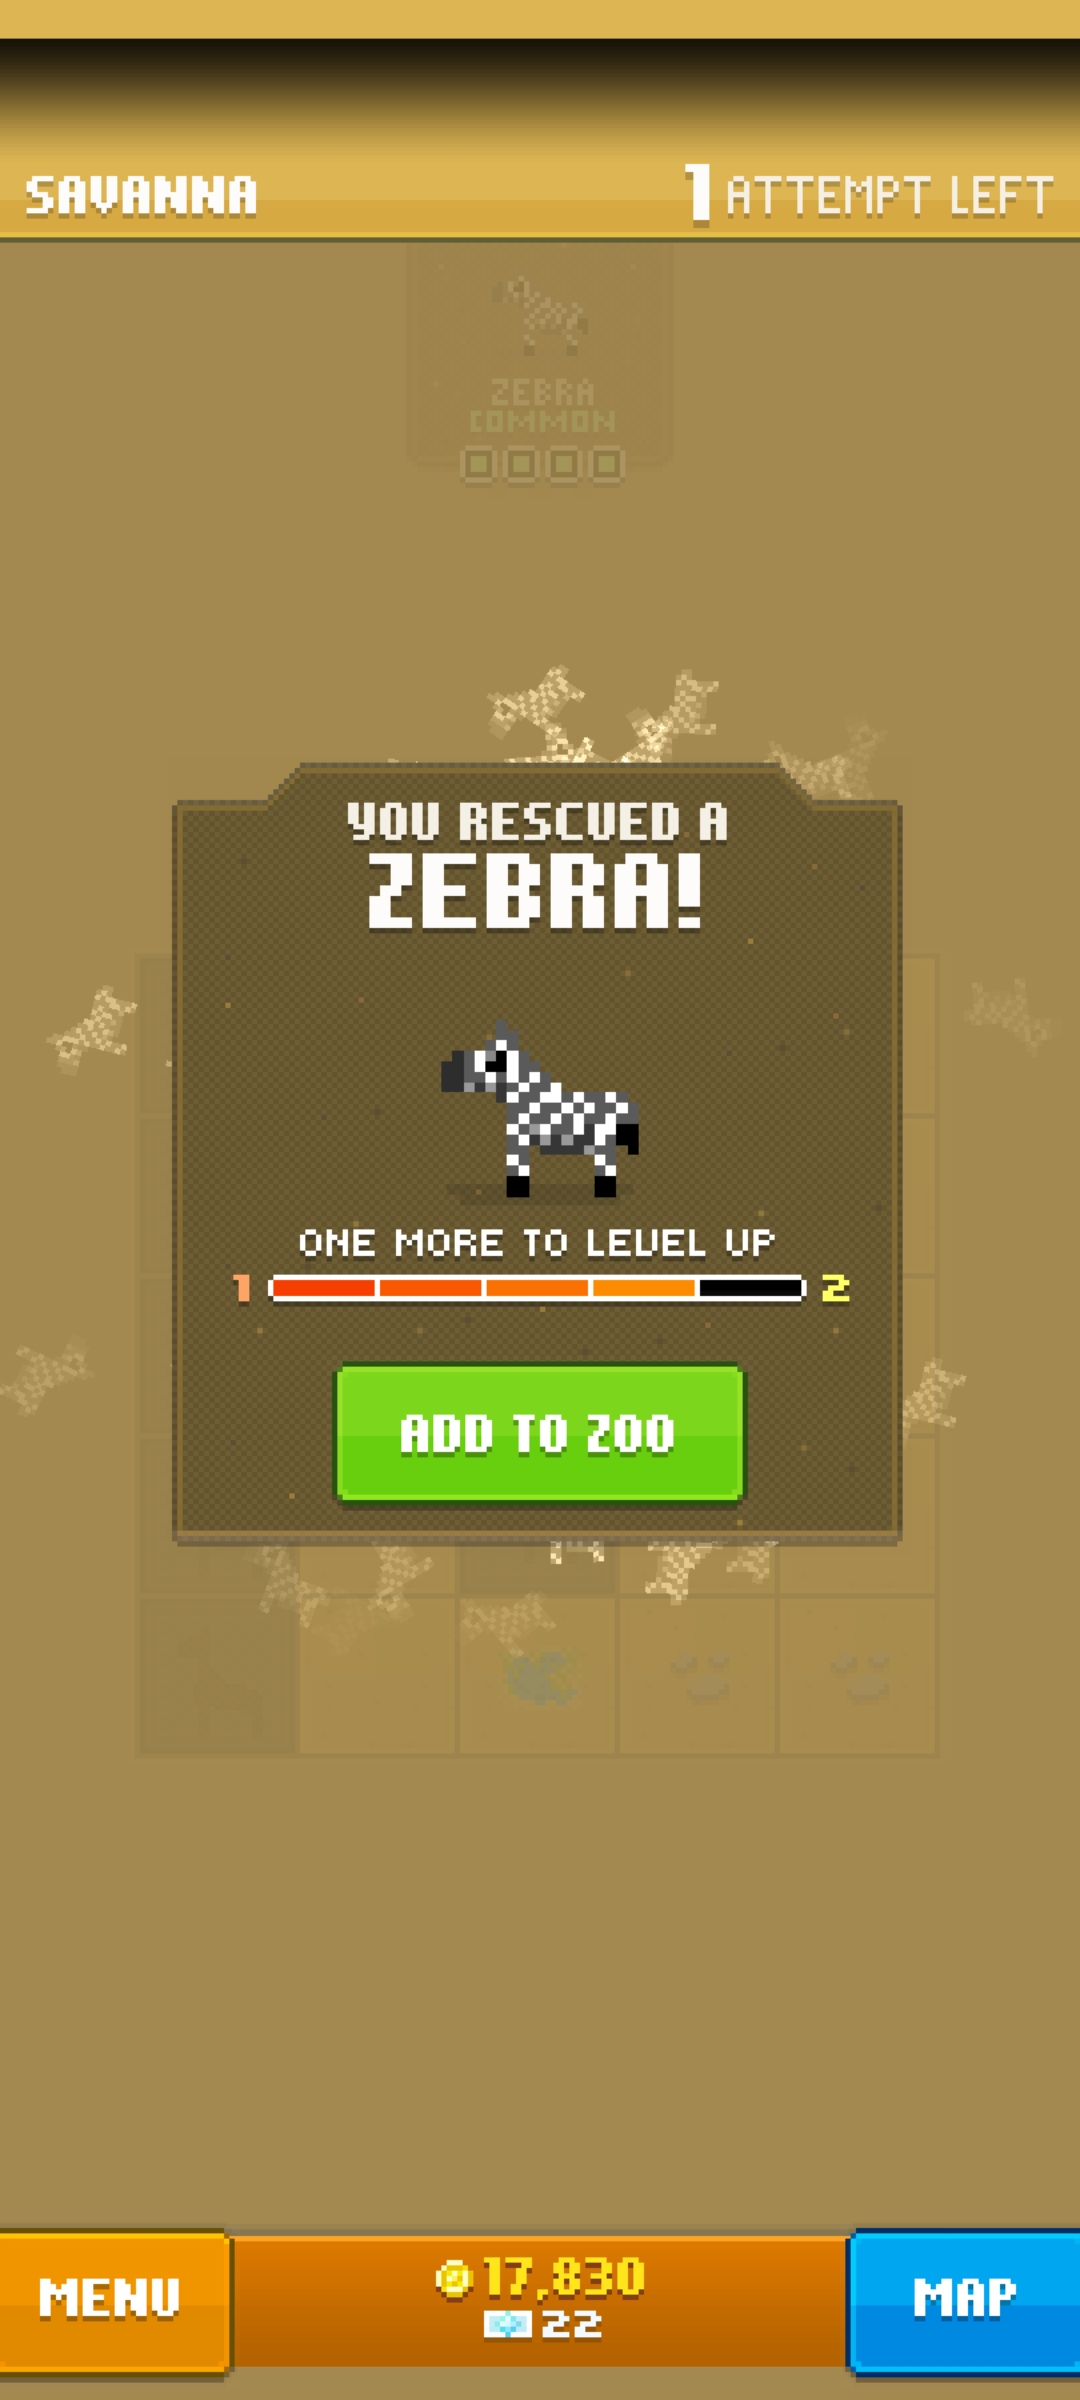 SAVANNA
1 ATTEMPT LEFT
ZEBRA
COMMON
YOU RESCUED A
ZEBRA!
ONE MORE TO LEVEL UP
1 2
ADD TO ZOO
MENU
17,830
22
MAP